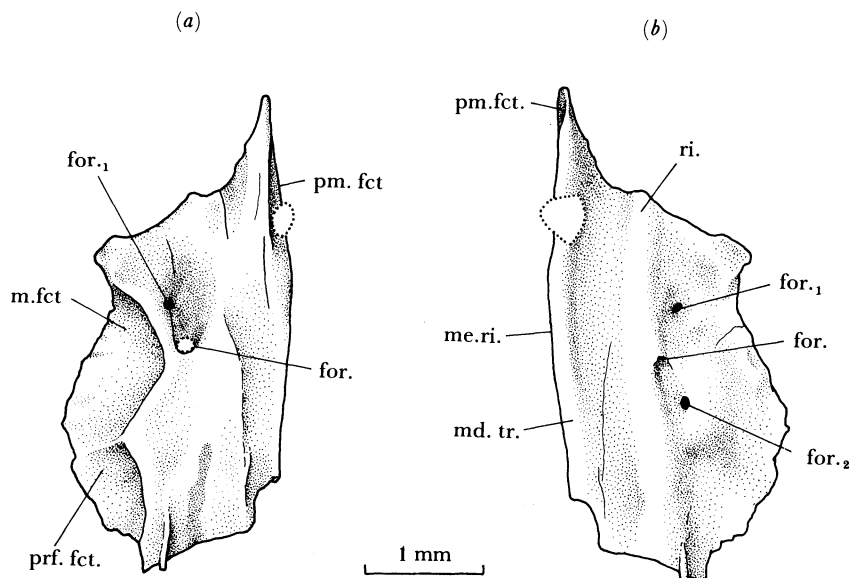 (a)
(b)
pm.fct.
for.₁
ri.
pm. fct
m.fct
for.₁
me.ri.
for.
for.
md. tr.
for.₂
prf. fct.
1 mm